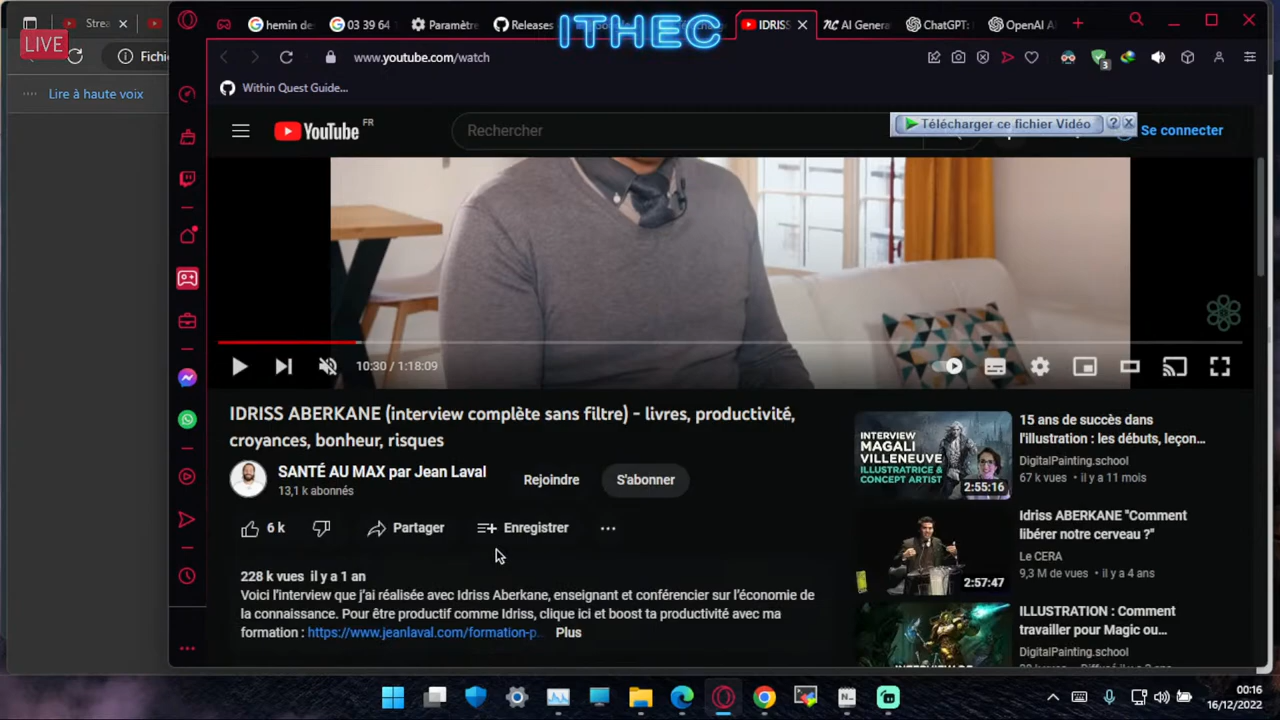 LIVE
Strea
Fichi
Lire à haute voix
hemin de
03 39 64
Paramètre
Releases
ITHEC
IDRISS
AI Genera
ChatGPT:
OpenAI A
www.youtube.com/watch
3
Within Quest Guide...
YouTube FR
Rechercher
Télécharger ce fichier Vidéo
Se connecter
10:30 / 1:18:09
IDRISS ABERKANE (interview complète sans filtre) - livres, productivité,
croyances, bonheur, risques
SANTÉ AU MAX par Jean Laval
13,1 k abonnés
Rejoindre
S'abonner
6 k
Partager
Enregistrer
228 k vues il y a 1 an
Voici l'interview que j'ai réalisée avec Idriss Aberkane, enseignant et conférencier sur l'économie de
la connaissance. Pour être productif comme Idriss, clique ici et boost ta productivité avec ma
formation : https://www.jeanlaval.com/formation-p... Plus
INTERVIEW
MAGALI
VILLENEUVE
ILLUSTRATRICE &
CONCEPT ARTIST
2:55:16
15 ans de succès dans
l'illustration : les débuts, leçon...
DigitalPainting.school
67 k vues • il y a 11 mois
2:57:47
Idriss ABERKANE "Comment
libérer notre cerveau ?"
Le CERA
9,3 M de vues • il y a 4 ans
ILLUSTRATION : Comment
travailler pour Magic ou...
DigitalPainting.school
00:16
16/12/2022